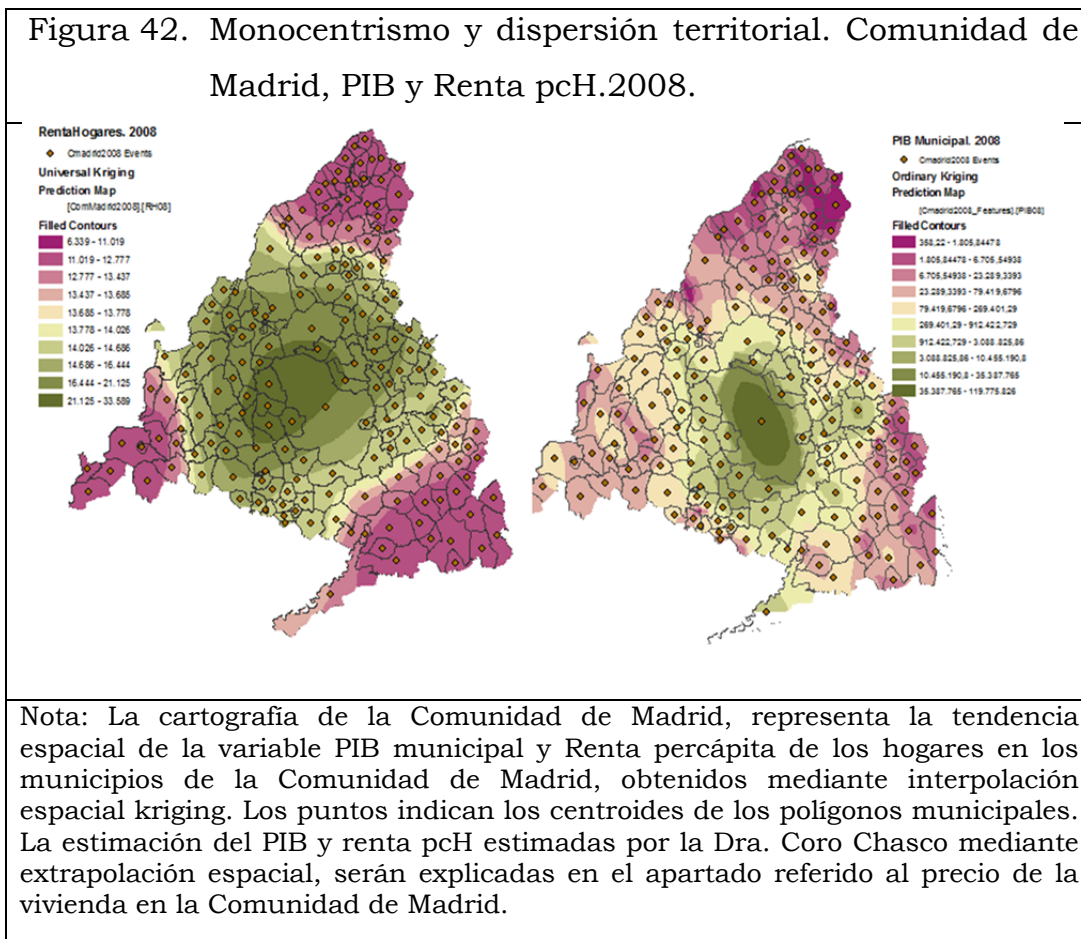 Figura 42. Monocentrismo y dispersión territorial. Comunidad de
Madrid, PIB y Renta pcH.2008.
RentaHogares. 2008
Cmadrid2008 Events
Universal Kriging
Prediction Map
[ComMadrid2008].[RH08]
Filled Contours
6.339 - 11.019
11.019 - 12.777
12.777 - 13.437
13.437 - 13.685
13.685 - 13.778
13.778 - 14.026
14.026 - 14.686
14.686 - 16.444
16.444 - 21.125
21.125 - 33.589
PIB Municipal. 2008
Cmadrid2008 Events
Ordinary Kriging
Prediction Map
[Cmadrid2008_Features].[PIB08]
Filled Contours
358,22 - 1.805,84478
1.805,84478 - 6.705,54938
6.705,54938 - 23.289,3393
23.289,3393 - 79.419,6796
79.419,6796 - 269.401,29
269.401,29 - 912.422,729
912.422,729 - 3.088.825,86
3.088.825,86 - 10.455.190,8
10.455.190,8 - 35.387.765
35.387.765 - 119.775.826
Nota: La cartografía de la Comunidad de Madrid, representa la tendencia
espacial de la variable PIB municipal y Renta percápita de los hogares en los
municipios de la Comunidad de Madrid, obtenidos mediante interpolación
espacial kriging. Los puntos indican los centroides de los polígonos municipales.
La estimación del PIB y renta pcH estimadas por la Dra. Coro Chasco mediante
extrapolación espacial, serán explicadas en el apartado referido al precio de la
vivienda en la Comunidad de Madrid.